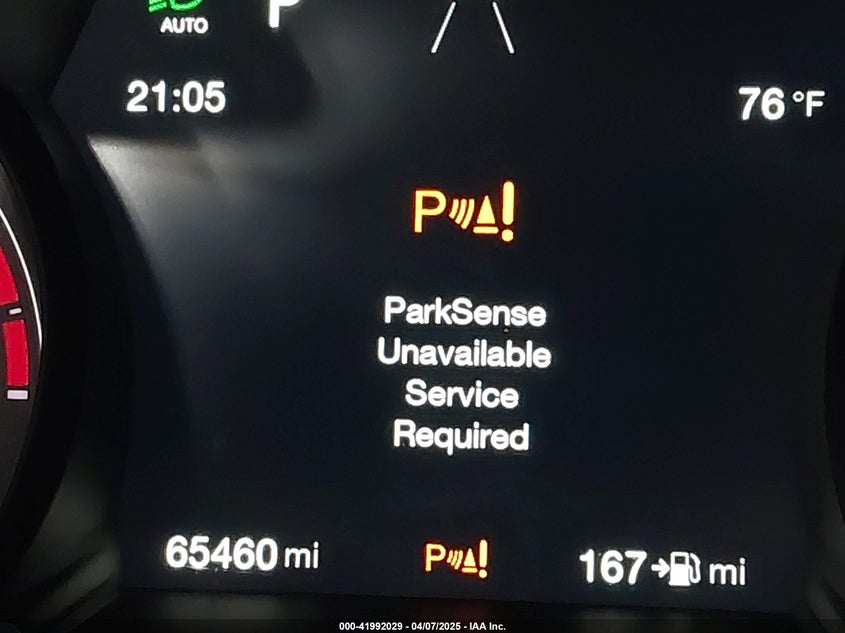 AUTO P
21:05 76 °F
P!
ParkSense
Unavailable
Service
Required
65460 mi P! 167 mi
000-41992029 - 04/07/2025 - IAA Inc.